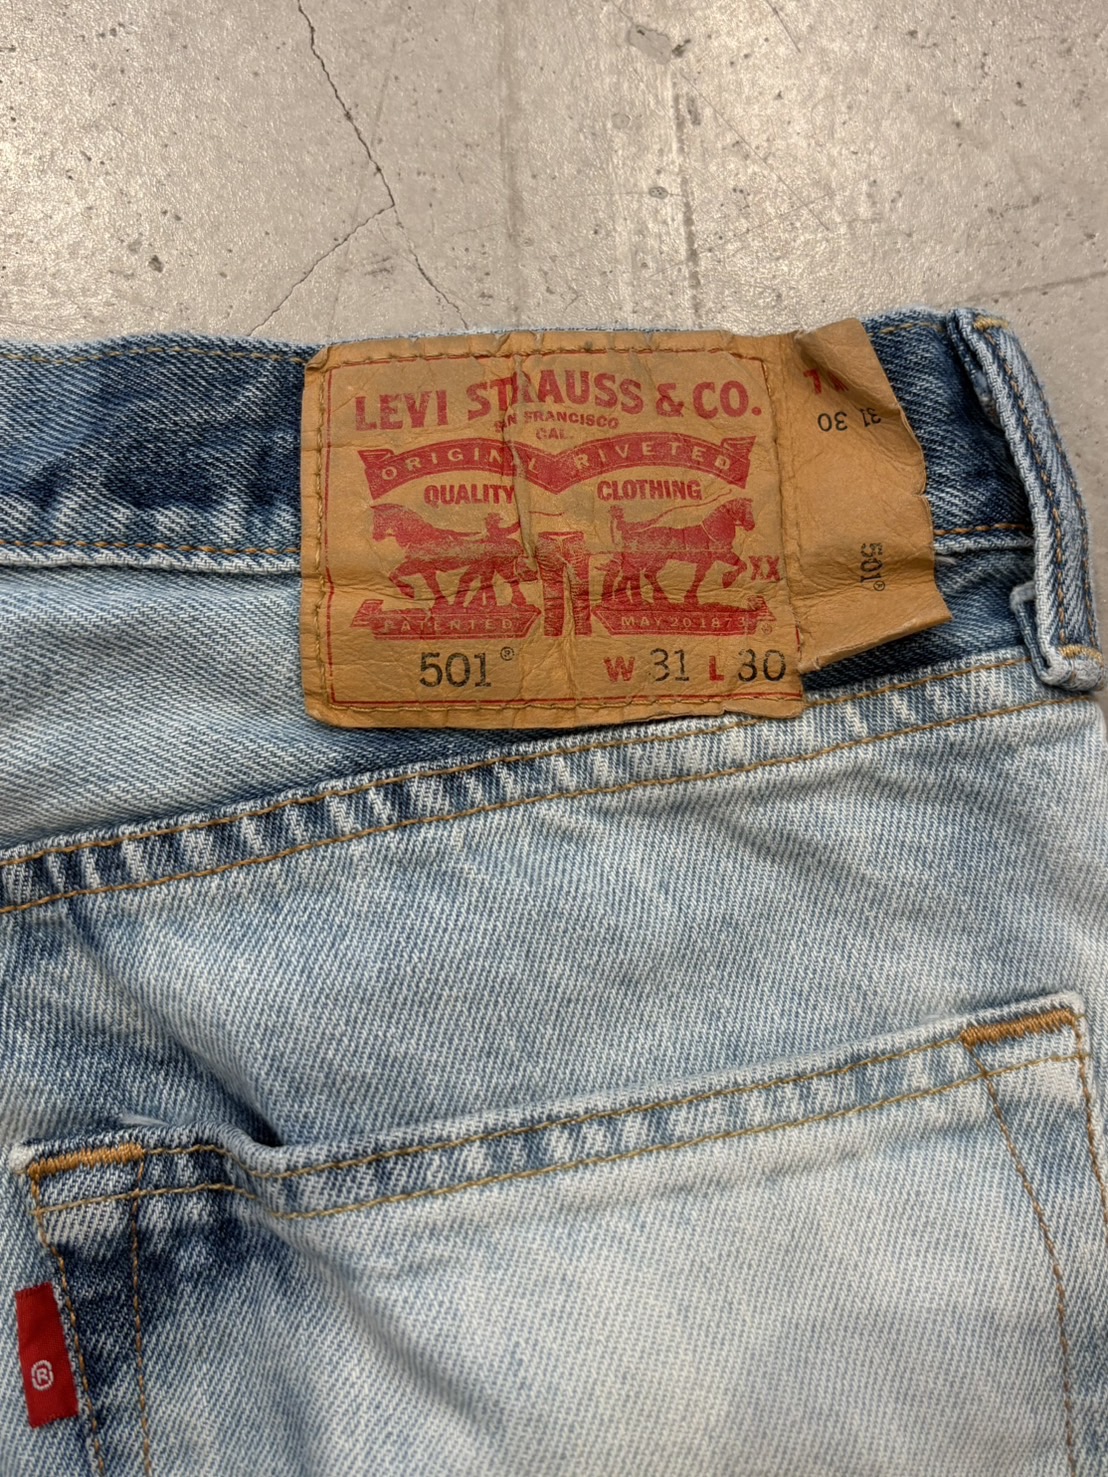 LEVI STRAUSS & CO.
SAN FRANCISCO
CAL.
ORIGINAL RIVETED
QUALITY CLOTHING
XX
PATENTED MAY 20 1873
501® W 31 L 30
31 30
501®
®